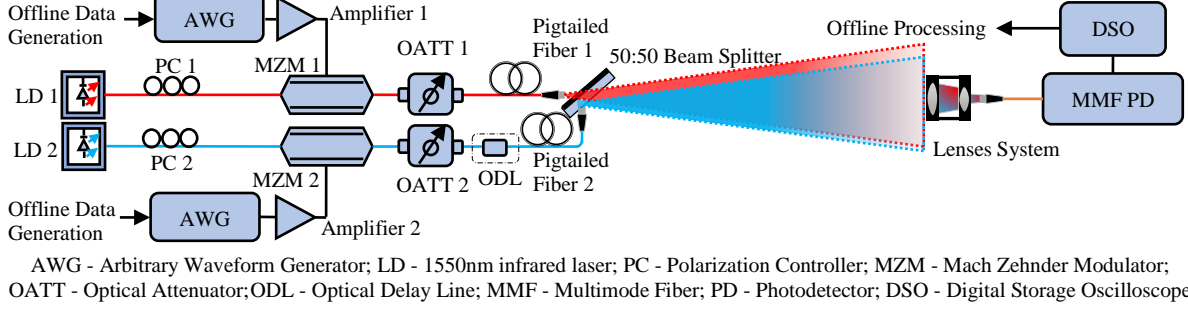 Offline Data
Generation
AWG
Amplifier 1
PC 1
MZM 1
OATT 1
Pigtailed
Fiber 1
50:50 Beam Splitter
Offline Processing
DSO
LD 1
MMF PD
LD 2
PC 2
MZM 2
OATT 2
ODL
Pigtailed
Fiber 2
Lenses System
Offline Data
Generation
AWG
Amplifier 2
AWG - Arbitrary Waveform Generator; LD - 1550nm infrared laser; PC - Polarization Controller; MZM - Mach Zehnder Modulator;
OATT - Optical Attenuator; ODL - Optical Delay Line; MMF - Multimode Fiber; PD - Photodetector; DSO - Digital Storage Oscilloscope